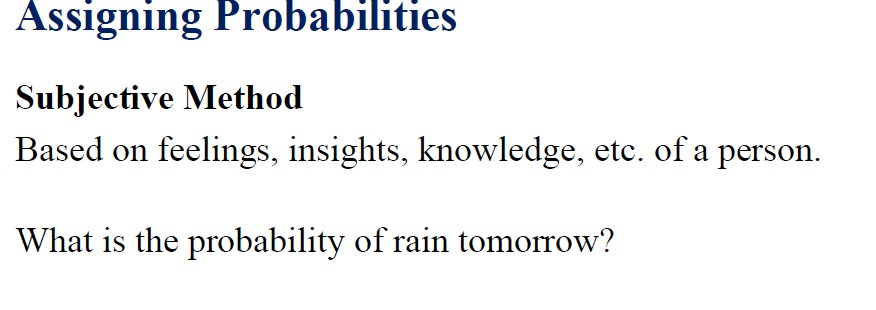 Assigning Probabilities
Subjective Method
Based on feelings, insights, knowledge, etc. of a person.
What is the probability of rain tomorrow?